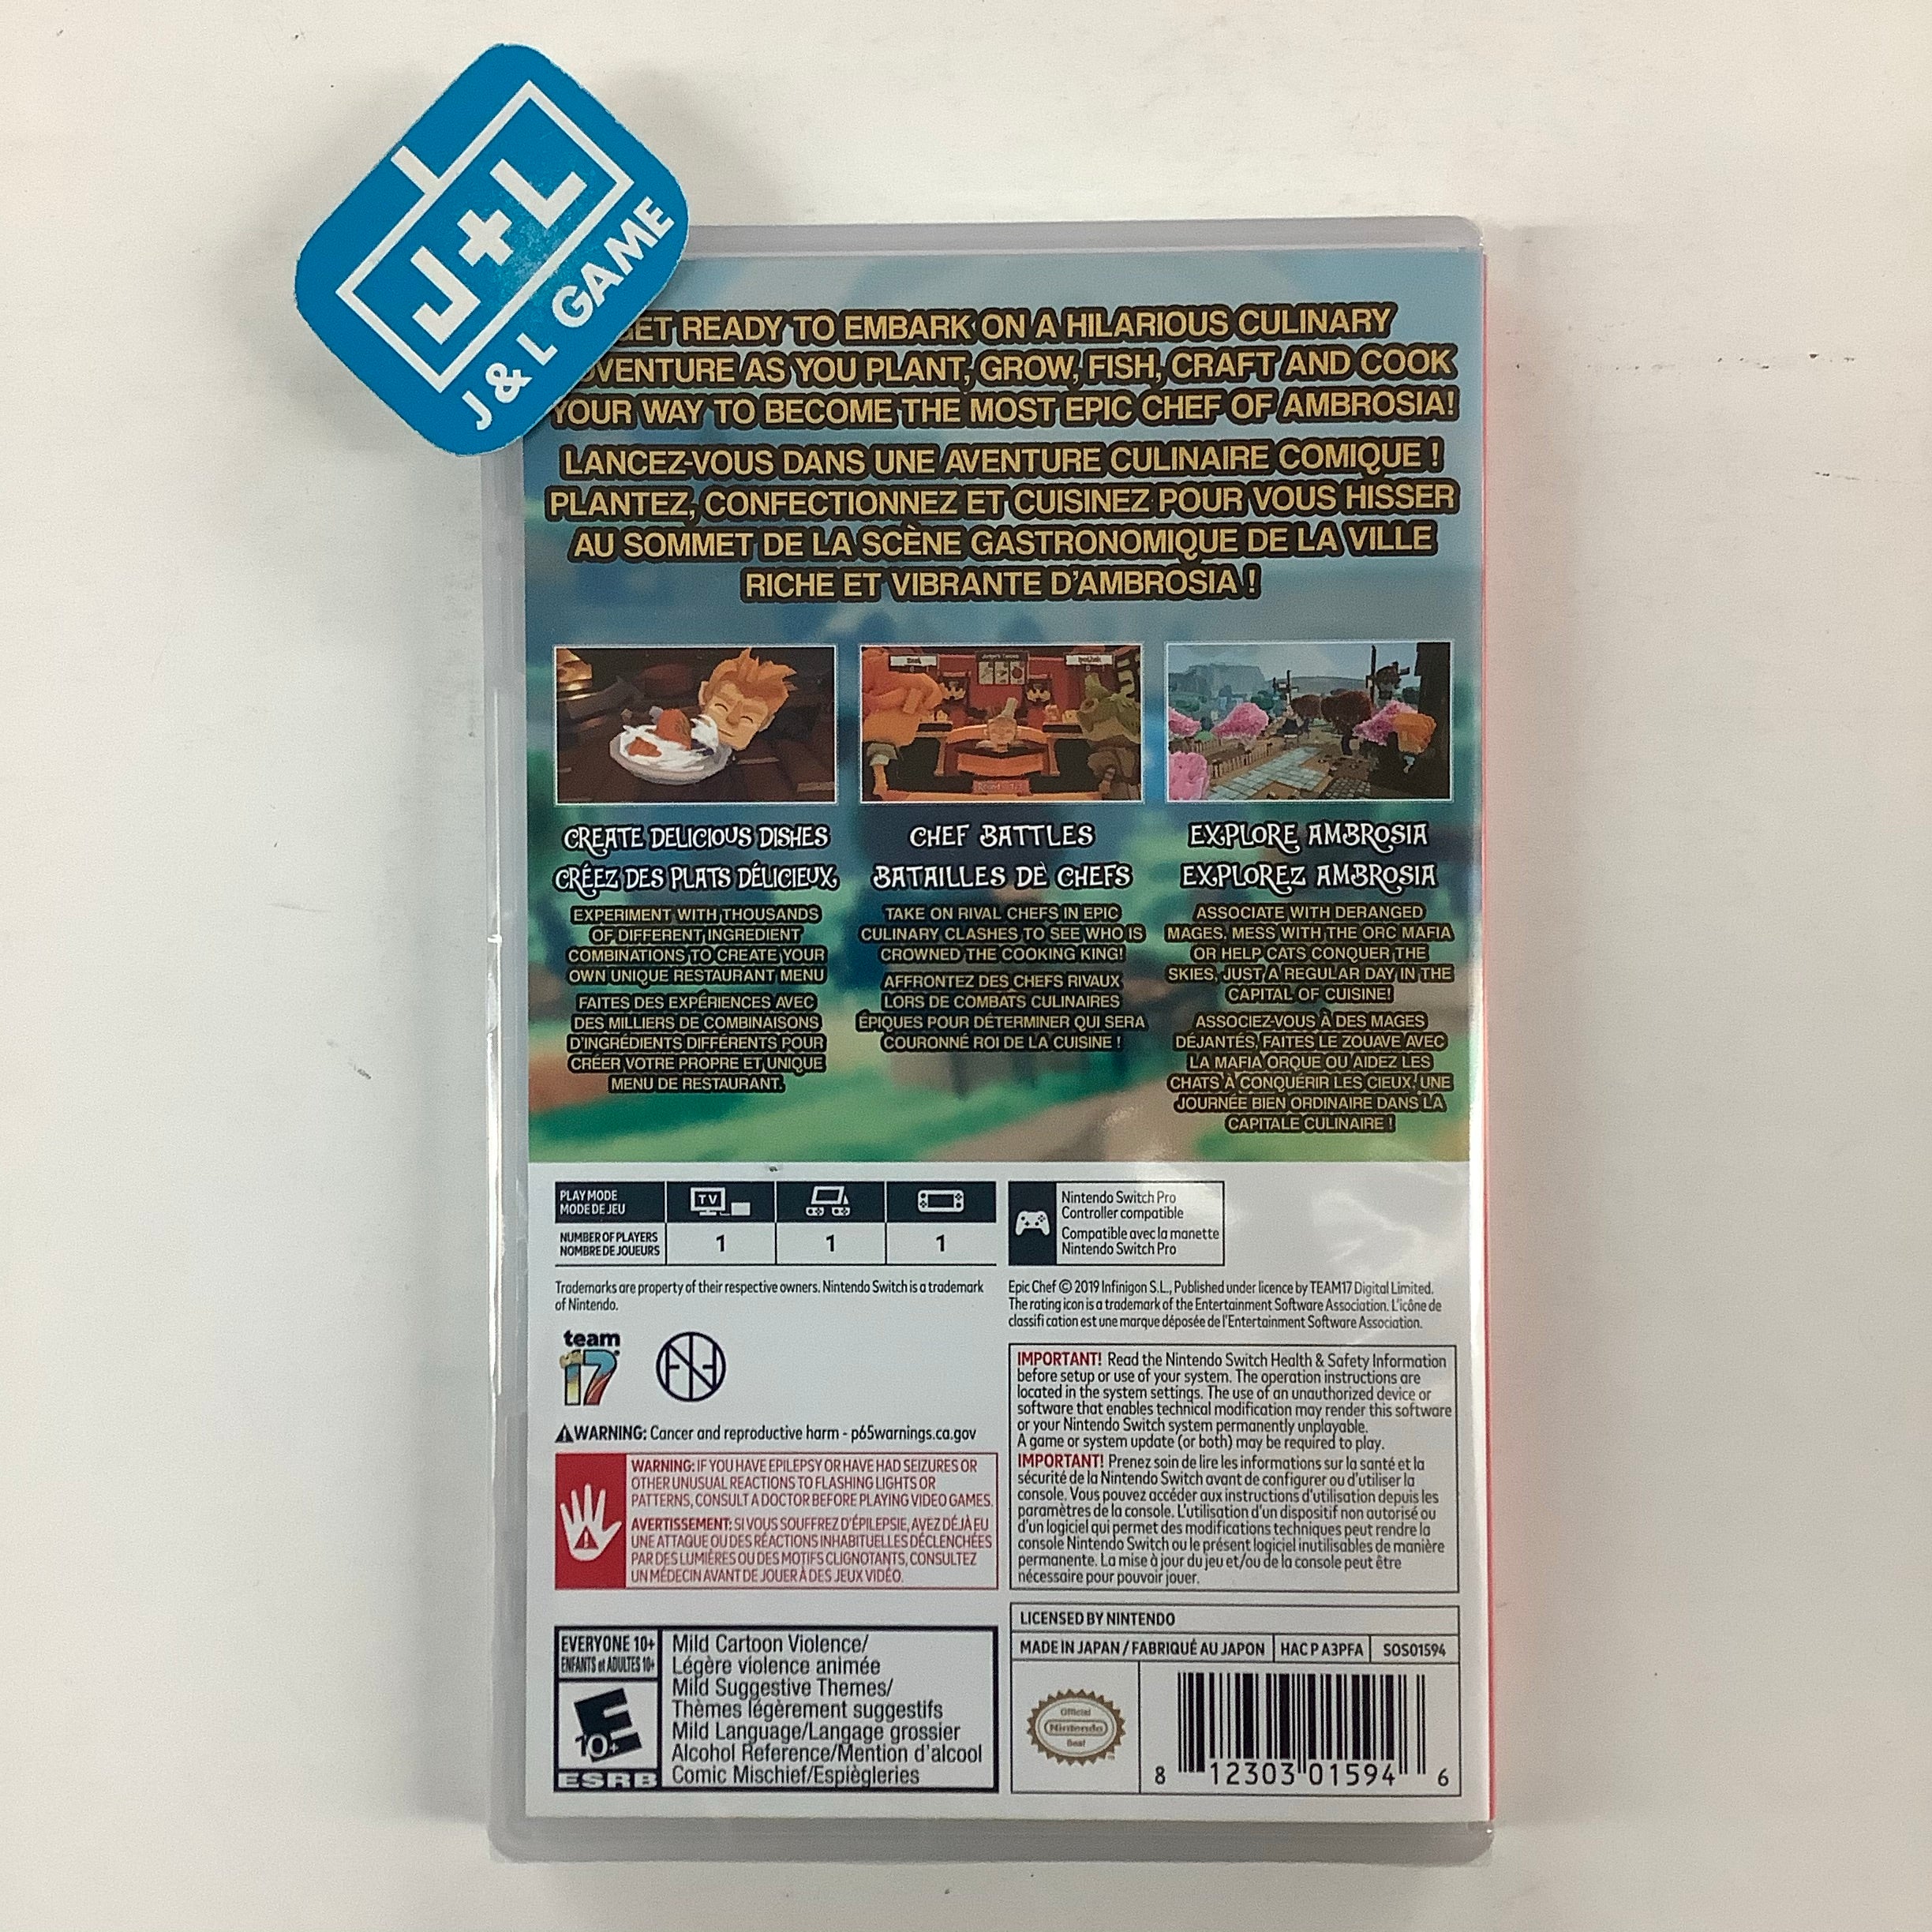 J+L
J & L GAME
GET READY TO EMBARK ON A HILARIOUS CULINARY
ADVENTURE AS YOU PLANT, GROW, FISH, CRAFT AND COOK
YOUR WAY TO BECOME THE MOST EPIC CHEF OF AMBROSIA!
LANCEZ-VOUS DANS UNE AVENTURE CULINAIRE COMIQUE !
PLANTEZ, CONFECTIONNEZ ET CUISINEZ POUR VOUS HISSER
AU SOMMET DE LA SCÈNE GASTRONOMIQUE DE LA VILLE
RICHE ET VIBRANTE D'AMBROSIA !
CREATE DELICIOUS DISHES
CRÉEZ DES PLATS DÉLICIEUX
EXPERIMENT WITH THOUSANDS
OF DIFFERENT INGREDIENT
COMBINATIONS TO CREATE YOUR
OWN UNIQUE RESTAURANT MENU
FAITES DES EXPÉRIENCES AVEC
DES MILLIERS DE COMBINAISONS
D'INGRÉDIENTS DIFFÉRENTS POUR
CRÉER VOTRE PROPRE ET UNIQUE
MENU DE RESTAURANT.
CHEF BATTLES
BATAILLES DE CHEFS
TAKE ON RIVAL CHEFS IN EPIC
CULINARY CLASHES TO SEE WHO IS
CROWNED THE COOKING KING!
AFFRONTEZ DES CHEFS RIVAUX
LORS DE COMBATS CULINAIRES
ÉPIQUES POUR DÉTERMINER QUI SERA
COURONNÉ ROI DE LA CUISINE !
EXPLORE AMBROSIA
EXPLOREZ AMBROSIA
ASSOCIATE WITH DERANGED
MAGES, MESS WITH THE ORC MAFIA
OR HELP CATS CONQUER THE
SKIES, JUST A REGULAR DAY IN THE
CAPITAL OF CUISINE!
ASSOCIEZ-VOUS À DES MAGES
DÉJANTÉS, FAITES LE ZOUAVE AVEC
LA MAFIA ORQUE OU AIDEZ LES
CHATS À CONQUÉRIR LES CIEUX, UNE
JOURNÉE BIEN ORDINAIRE DANS LA
CAPITALE CULINAIRE !
PLAY MODE
MODE DE JEU
TV
NUMBER OF PLAYERS
NOMBRE DE JOUEURS
1 1 1
Nintendo Switch Pro
Controller compatible
Compatible avec la manette
Nintendo Switch Pro
Trademarks are property of their respective owners. Nintendo Switch is a trademark
of Nintendo.
team
17
Epic Chef © 2019 Infinigon S.L., Published under licence by TEAM17 Digital Limited.
The rating icon is a trademark of the Entertainment Software Association. L'icône de
classifi cation est une marque déposée de l'Entertainment Software Association.
WARNING: Cancer and reproductive harm - p65warnings.ca.gov
WARNING: IF YOU HAVE EPILEPSY OR HAVE HAD SEIZURES OR
OTHER UNUSUAL REACTIONS TO FLASHING LIGHTS OR
PATTERNS, CONSULT A DOCTOR BEFORE PLAYING VIDEO GAMES.
AVERTISSEMENT: SI VOUS SOUFFREZ D'ÉPILEPSIE, AVEZ DÉJÀ EU
UNE ATTAQUE OU DES RÉACTIONS INHABITUELLES DÉCLENCHÉES
PAR DES LUMIÈRES OU DES MOTIFS CLIGNOTANTS, CONSULTEZ
UN MÉDECIN AVANT DE JOUER À DES JEUX VIDÉO.
IMPORTANT! Read the Nintendo Switch Health & Safety Information
before setup or use of your system. The operation instructions are
located in the system settings. The use of an unauthorized device or
software that enables technical modification may render this software
or your Nintendo Switch system permanently unplayable.
A game or system update (or both) may be required to play.
IMPORTANT! Prenez soin de lire les informations sur la santé et la
sécurité de la Nintendo Switch avant de configurer ou d'utiliser la
console. Vous pouvez accéder aux instructions d'utilisation depuis les
paramètres de la console. L'utilisation d'un dispositif non autorisé ou
d'un logiciel qui permet des modifications techniques peut rendre la
console Nintendo Switch ou le présent logiciel inutilisables de manière
permanente. La mise à jour du jeu et/ou de la console peut être
nécessaire pour pouvoir jouer.
EVERYONE 10+
ENFANTS et ADULTES 10+
E
10+
ESRB
Mild Cartoon Violence/
Légère violence animée
Mild Suggestive Themes/
Thèmes légèrement suggestifs
Mild Language/Langage grossier
Alcohol Reference/Mention d'alcool
Comic Mischief/Espiègleries
LICENSED BY NINTENDO
MADE IN JAPAN / FABRIQUÉ AU JAPON HAC P A3PFA SOS01594
Official
Nintendo
Seal
8 12303 01594 6